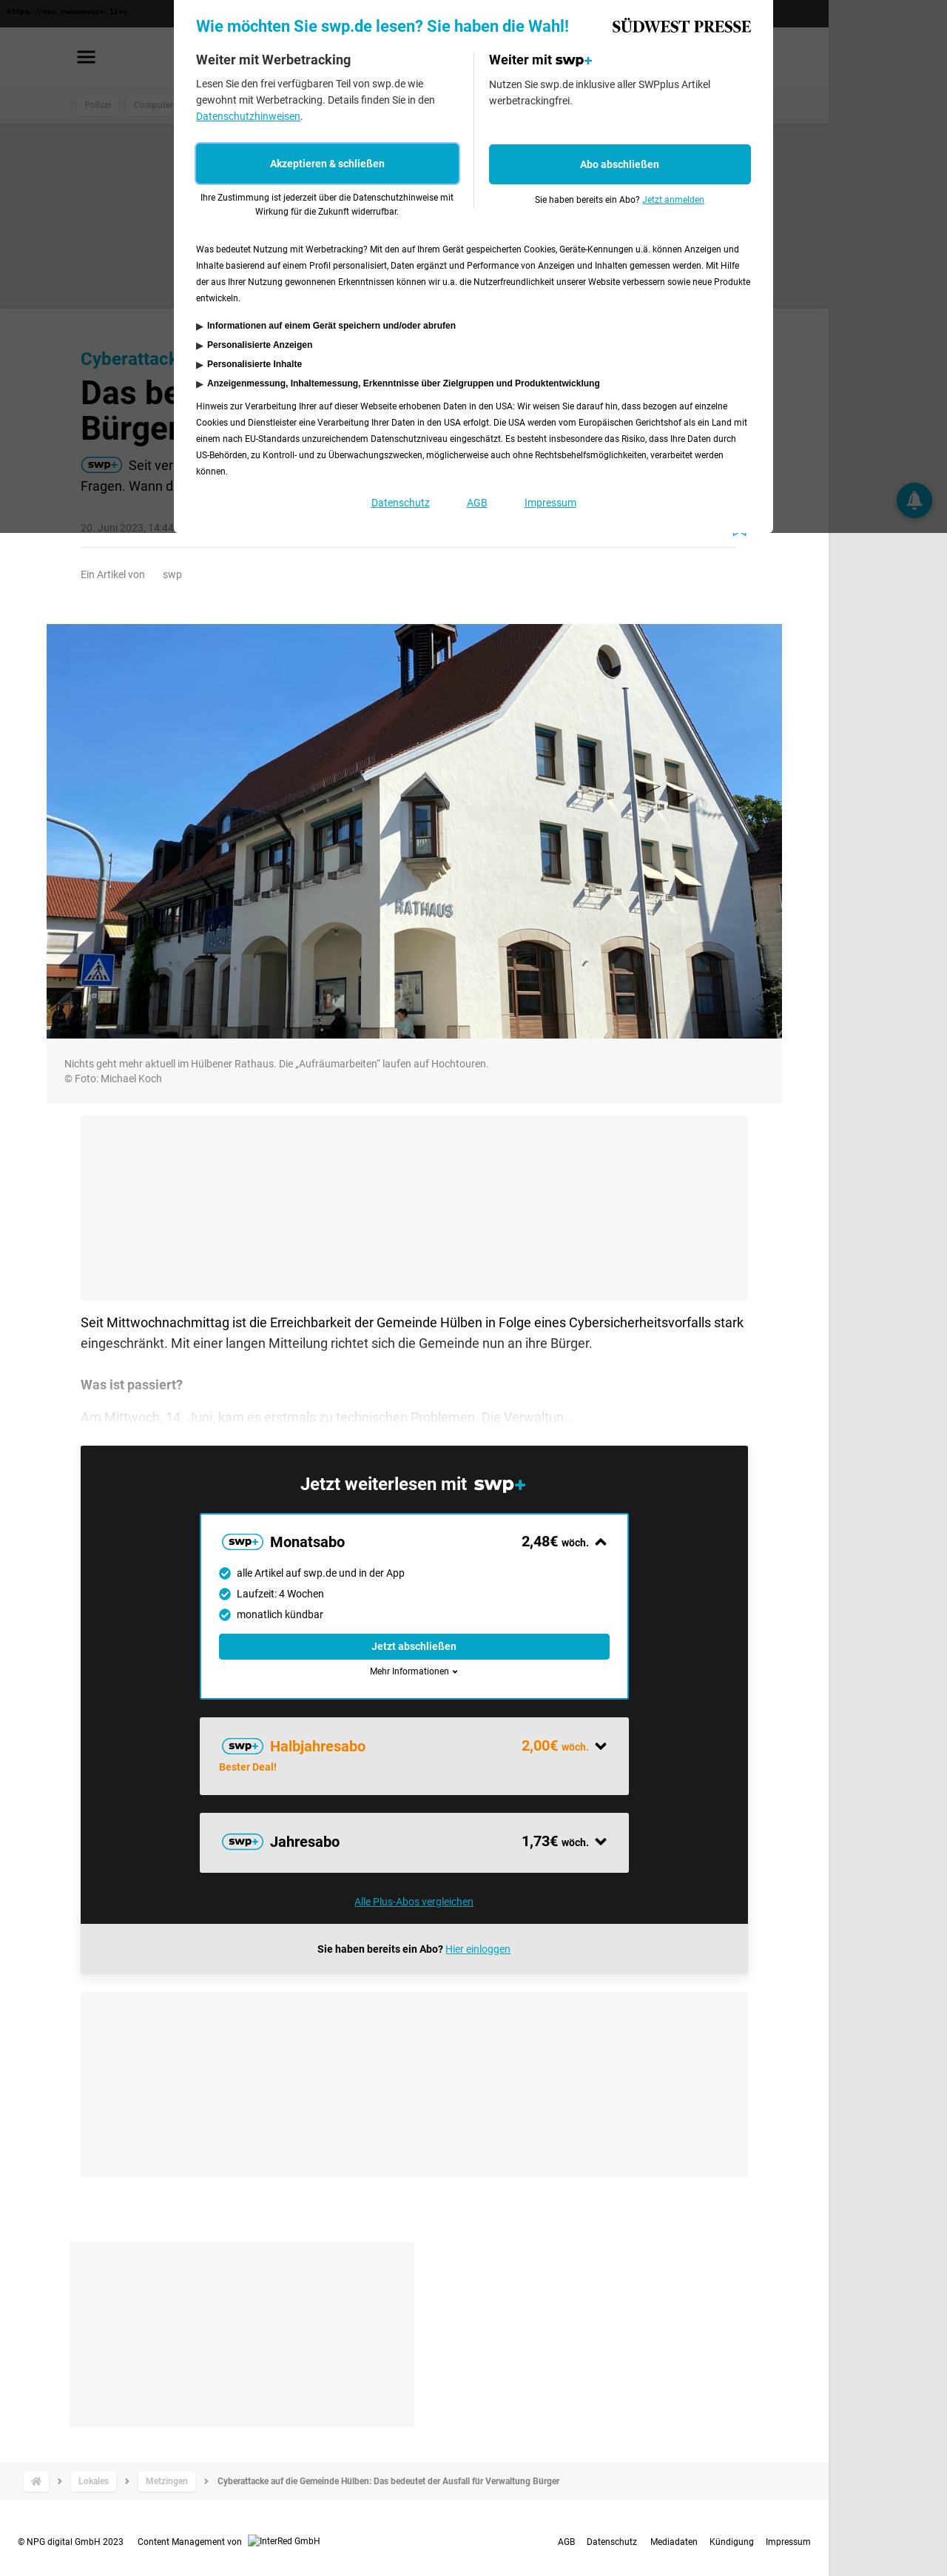 https://www.ransomware.live
Wie möchten Sie swp.de lesen? Sie haben die Wahl!
SÜDWEST PRESSE
Weiter mit Werbetracking
Lesen Sie den frei verfügbaren Teil von swp.de wie
gewohnt mit Werbetracking. Details finden Sie in den
Datenschutzhinweisen.
Akzeptieren & schließen
Ihre Zustimmung ist jederzeit über die Datenschutzhinweise mit
Wirkung für die Zukunft widerrufbar.
Weiter mit swp+
Nutzen Sie swp.de inklusive aller SWPplus Artikel
werbetrackingfrei.
Abo abschließen
Sie haben bereits ein Abo? Jetzt anmelden
Was bedeutet Nutzung mit Werbetracking? Mit den auf Ihrem Gerät gespeicherten Cookies, Geräte-Kennungen u.ä. können Anzeigen und
Inhalte basierend auf einem Profil personalisiert, Daten ergänzt und Performance von Anzeigen und Inhalten gemessen werden. Mit Hilfe
der aus Ihrer Nutzung gewonnenen Erkenntnissen können wir u.a. die Nutzerfreundlichkeit unserer Website verbessern sowie neue Produkte
entwickeln.
Informationen auf einem Gerät speichern und/oder abrufen
Personalisierte Anzeigen
Personalisierte Inhalte
Anzeigenmessung, Inhaltemessung, Erkenntnisse über Zielgruppen und Produktentwicklung
Hinweis zur Verarbeitung Ihrer auf dieser Webseite erhobenen Daten in den USA: Wir weisen Sie darauf hin, dass bezogen auf einzelne
Cookies und Dienstleister eine Verarbeitung Ihrer Daten in den USA erfolgt. Die USA werden vom Europäischen Gerichtshof als ein Land mit
einem nach EU-Standards unzureichendem Datenschutzniveau eingeschätzt. Es besteht insbesondere das Risiko, dass Ihre Daten durch
US-Behörden, zu Kontroll- und zu Überwachungszwecken, möglicherweise auch ohne Rechtsbehelfsmöglichkeiten, verarbeitet werden
können.
Datenschutz AGB Impressum
Polizei Computer
Cyberattack
Das be
Bürger
swp+ Seit ver
Fragen. Wann d
20. Juni 2023, 14:44
Ein Artikel von swp
RATHAUS
Nichts geht mehr aktuell im Hülbener Rathaus. Die „Aufräumarbeiten“ laufen auf Hochtouren.
© Foto: Michael Koch
Seit Mittwochnachmittag ist die Erreichbarkeit der Gemeinde Hülben in Folge eines Cybersicherheitsvorfalls stark
eingeschränkt. Mit einer langen Mitteilung richtet sich die Gemeinde nun an ihre Bürger.
Was ist passiert?
Am Mittwoch, 14. Juni, kam es erstmals zu technischen Problemen. Die Verwaltun...
Jetzt weiterlesen mit swp+
swp+ Monatsabo 2,48€ wöch.
alle Artikel auf swp.de und in der App
Laufzeit: 4 Wochen
monatlich kündbar
Jetzt abschließen
Mehr Informationen
swp+ Halbjahresabo 2,00€ wöch.
Bester Deal!
swp+ Jahresabo 1,73€ wöch.
Alle Plus-Abos vergleichen
Sie haben bereits ein Abo? Hier einloggen
Lokales Metzingen Cyberattacke auf die Gemeinde Hülben: Das bedeutet der Ausfall für Verwaltung Bürger
© NPG digital GmbH 2023 Content Management von InterRed GmbH AGB Datenschutz Mediadaten Kündigung Impressum